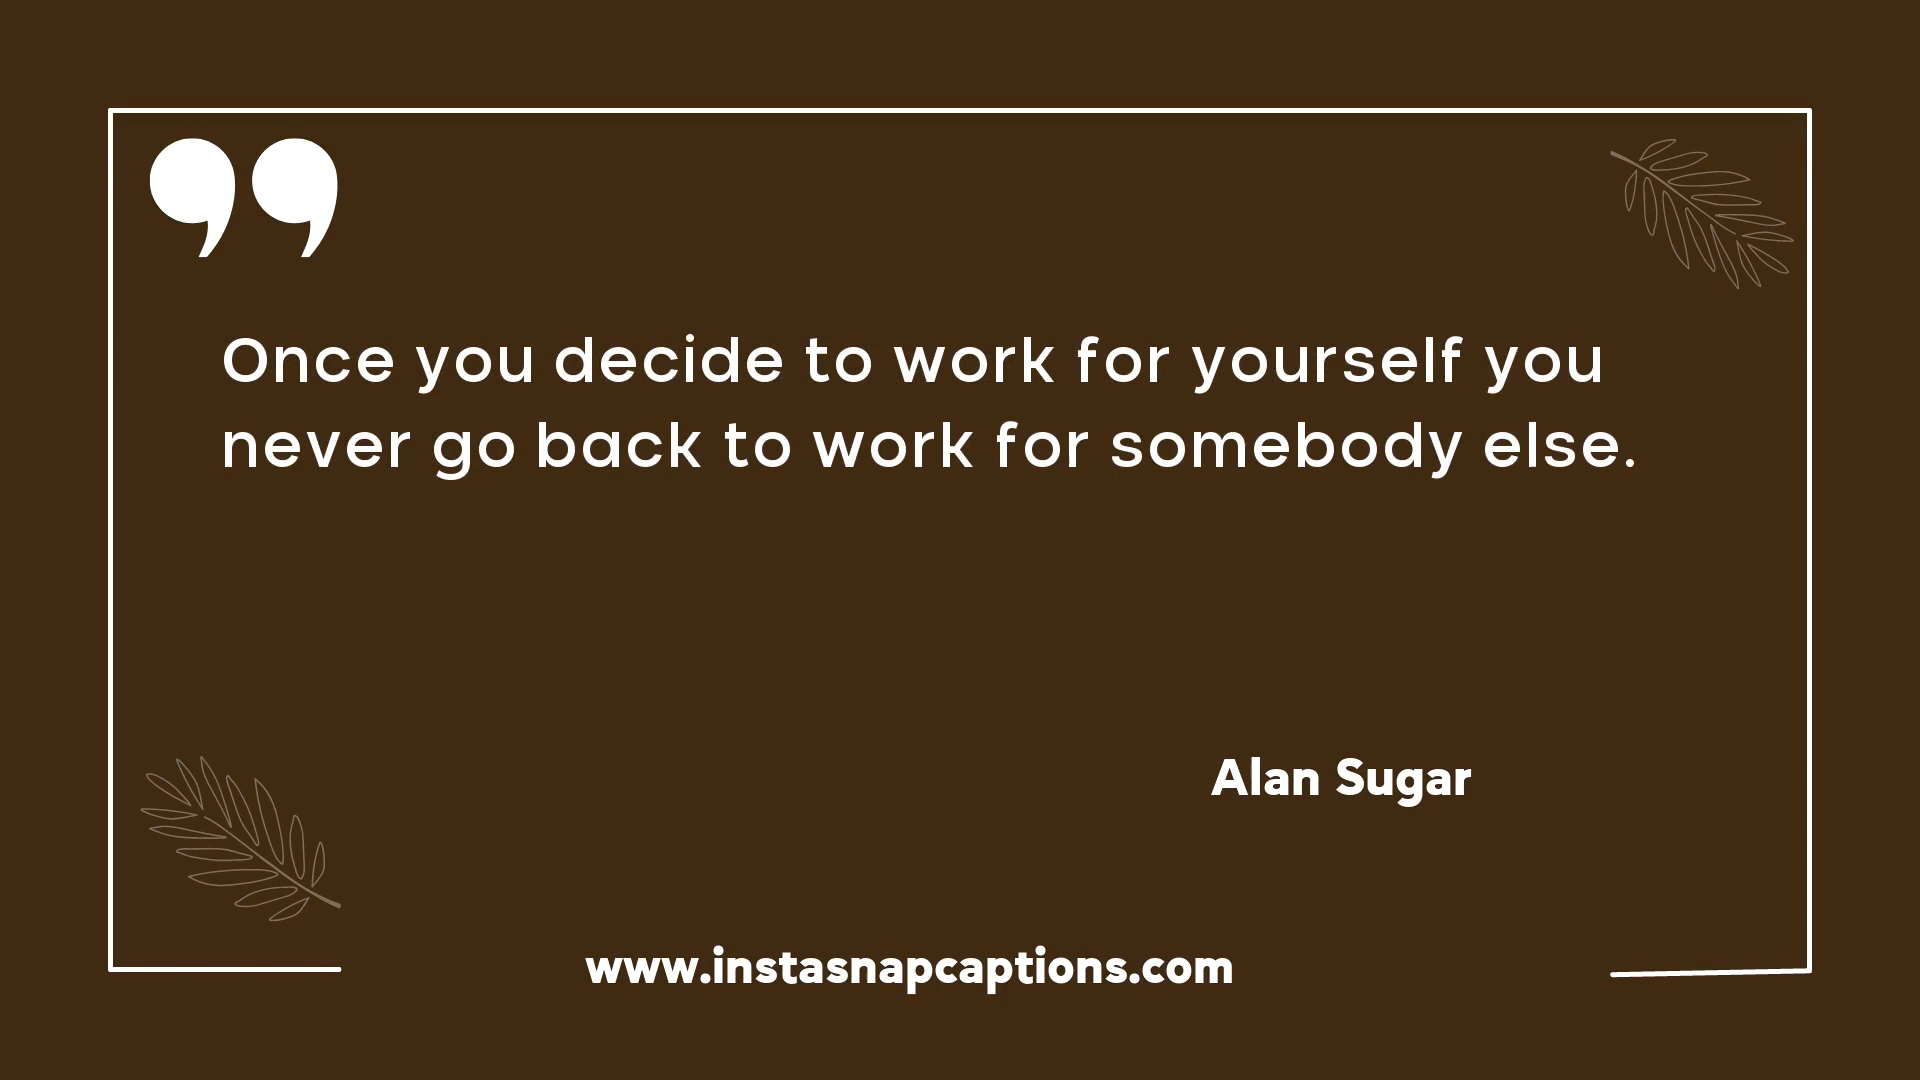 Once you decide to work for yourself you
never go back to work for somebody else.
Alan Sugar
www.instasnapcaptions.com